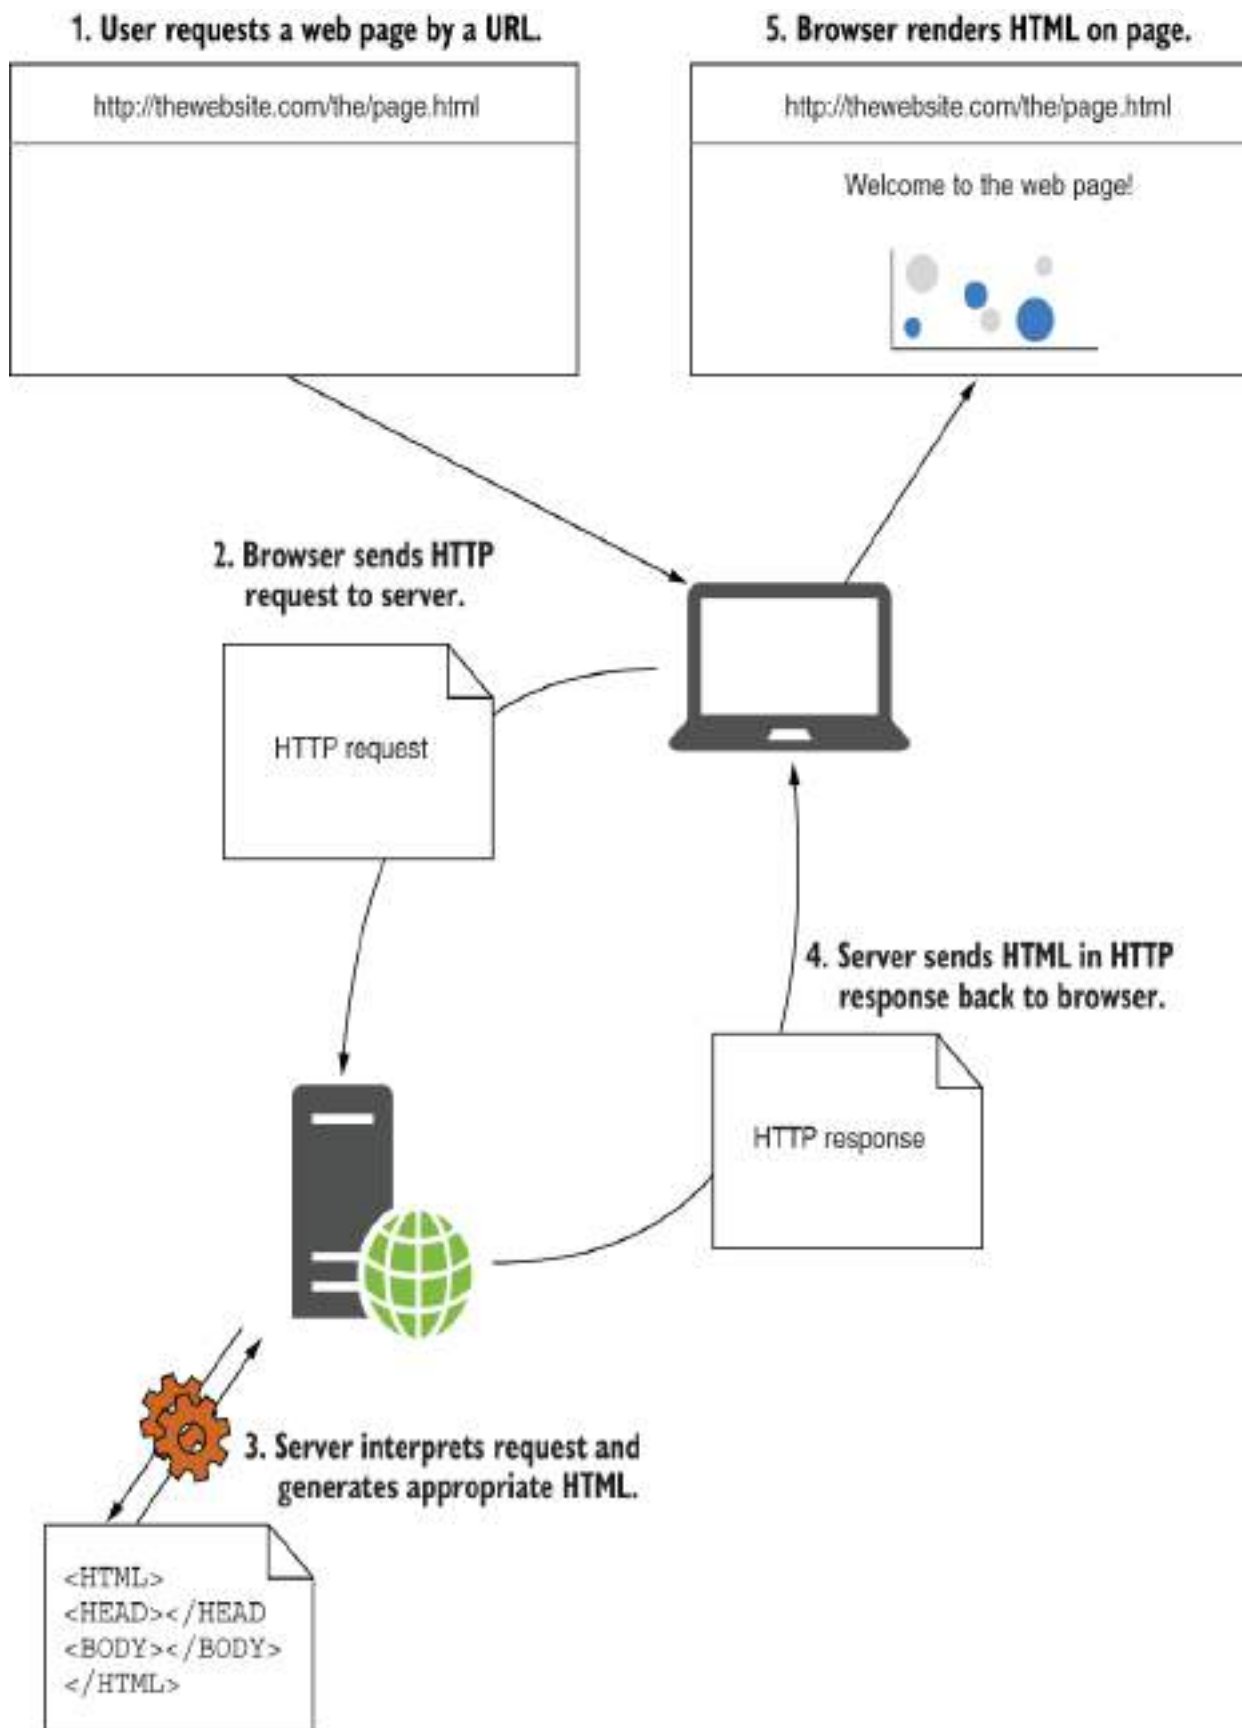 1. User requests a web page by a URL.
http://thewebsite.com/the/page.html
5. Browser renders HTML on page.
http://thewebsite.com/the/page.html
Welcome to the web page!
2. Browser sends HTTP
request to server.
HTTP request
4. Server sends HTML in HTTP
response back to browser.
HTTP response
3. Server interprets request and
generates appropriate HTML.
<HTML>
<HEAD></HEAD
<BODY></BODY>
</HTML>